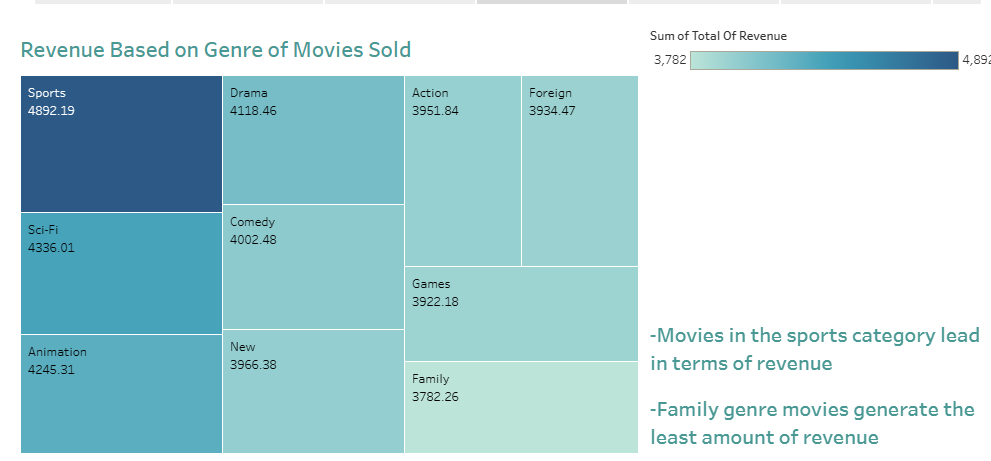 Revenue Based on Genre of Movies Sold
Sum of Total Of Revenue
3,782
4,892
Sports
4892.19
Drama
4118.46
Action
3951.84
Foreign
3934.47
Sci-Fi
4336.01
Comedy
4002.48
Games
3922.18
Animation
4245.31
New
3966.38
Family
3782.26
-Movies in the sports category lead
in terms of revenue
-Family genre movies generate the
least amount of revenue